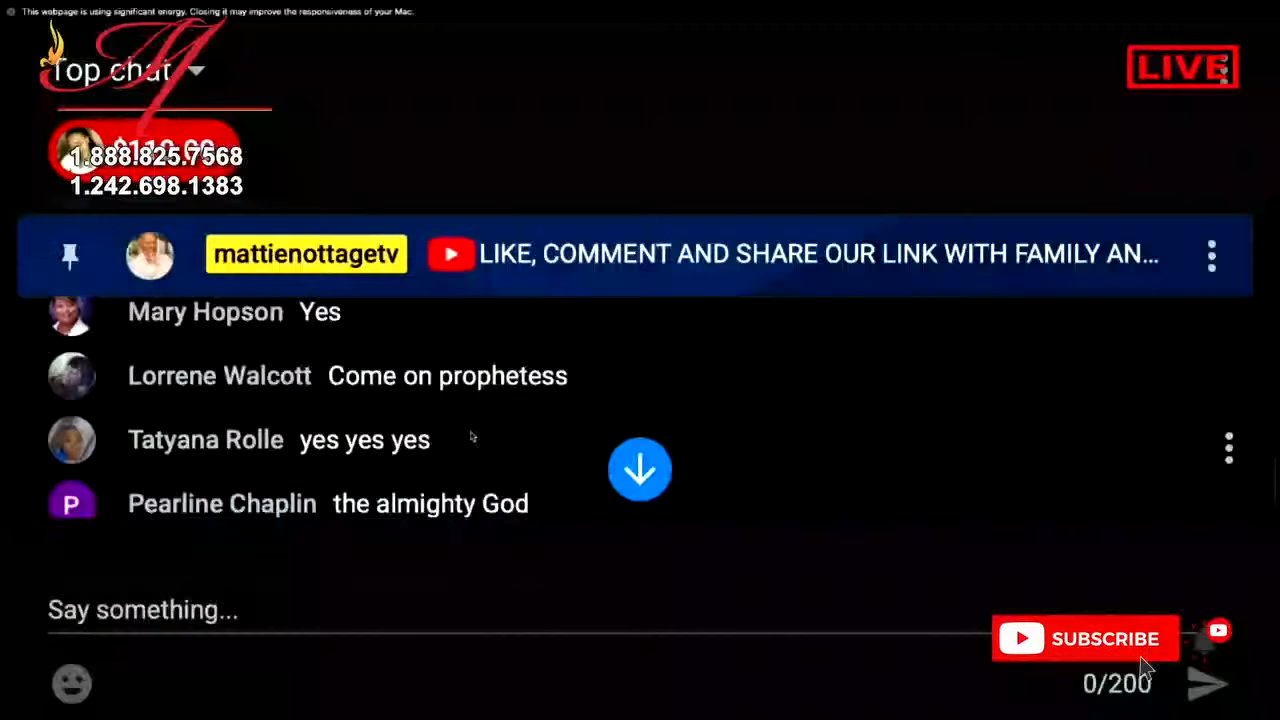 This webpage is using significant energy. Closing it may improve the responsiveness of your Mac.
Top chat
LIVE
1.888.825.7568
1.242.698.1383
mattienottagetv LIKE, COMMENT AND SHARE OUR LINK WITH FAMILY AN...
Mary Hopson Yes
Lorrene Walcott Come on prophetess
Tatyana Rolle yes yes yes
P Pearline Chaplin the almighty God
Say something...
SUBSCRIBE
0/200